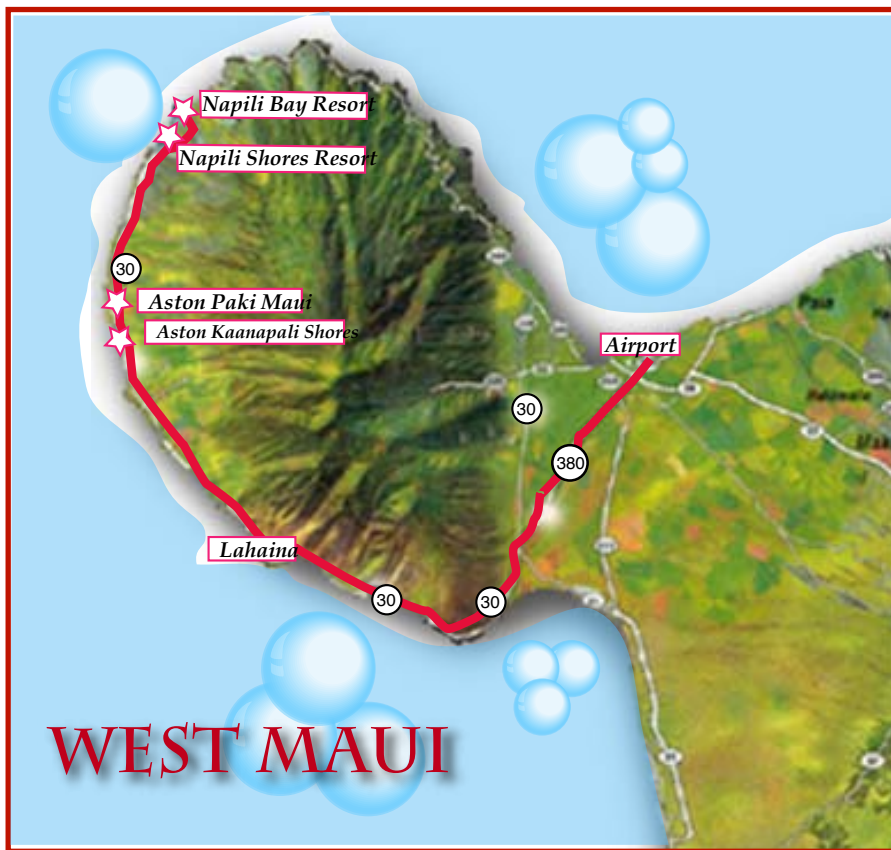 Napili Bay Resort
Napili Shores Resort
30
Aston Paki Maui
Aston Kaanapali Shores
Airport
Paia
30
380
Lahaina
30
30
WEST MAUI